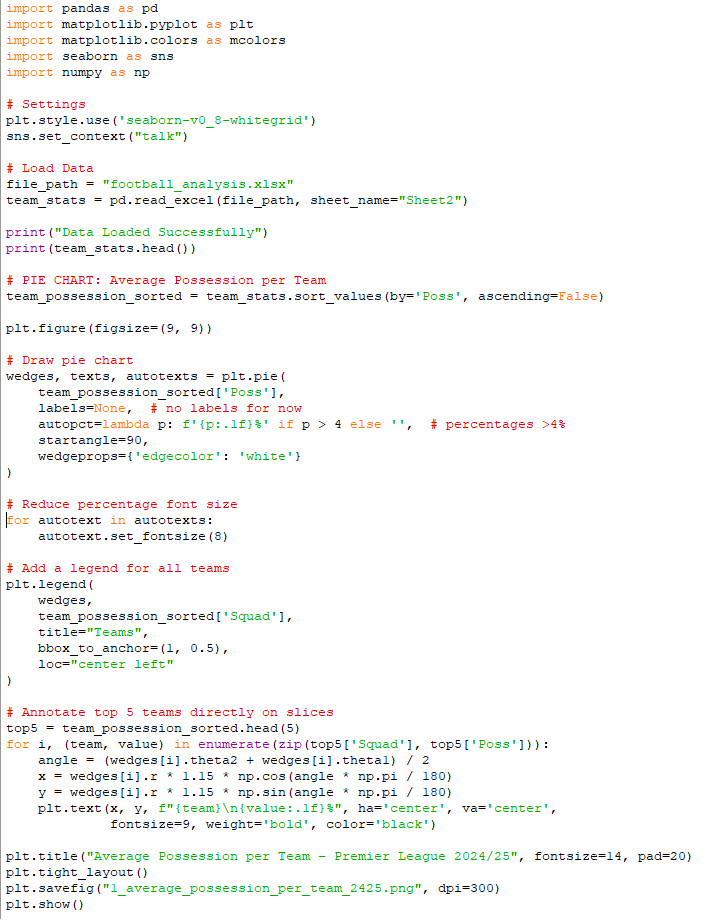 import pandas as pd
import matplotlib.pyplot as plt
import matplotlib.colors as mcolors
import seaborn as sns
import numpy as np

# Settings
plt.style.use('seaborn-v0_8-whitegrid')
sns.set_context("talk")

# Load Data
file_path = "football_analysis.xlsx"
team_stats = pd.read_excel(file_path, sheet_name="Sheet2")

print("Data Loaded Successfully")
print(team_stats.head())

# PIE CHART: Average Possession per Team
team_possession_sorted = team_stats.sort_values(by='Poss', ascending=False)

plt.figure(figsize=(9, 9))

# Draw pie chart
wedges, texts, autotexts = plt.pie(
    team_possession_sorted['Poss'],
    labels=None,  # no labels for now
    autopct=lambda p: f'{p:.1f}%' if p > 4 else '',  # percentages >4%
    startangle=90,
    wedgeprops={'edgecolor': 'white'}
)

# Reduce percentage font size
for autotext in autotexts:
    autotext.set_fontsize(8)

# Add a legend for all teams
plt.legend(
    wedges,
    team_possession_sorted['Squad'],
    title="Teams",
    bbox_to_anchor=(1, 0.5),
    loc="center left"
)

# Annotate top 5 teams directly on slices
top5 = team_possession_sorted.head(5)
for i, (team, value) in enumerate(zip(top5['Squad'], top5['Poss'])):
    angle = (wedges[i].theta2 + wedges[i].theta1) / 2
    x = wedges[i].r * 1.15 * np.cos(angle * np.pi / 180)
    y = wedges[i].r * 1.15 * np.sin(angle * np.pi / 180)
    plt.text(x, y, f"{team}\n{value:.1f}%", ha='center', va='center',
             fontsize=9, weight='bold', color='black')

plt.title("Average Possession per Team – Premier League 2024/25", fontsize=14, pad=20)
plt.tight_layout()
plt.savefig("1_average_possession_per_team_2425.png", dpi=300)
plt.show()